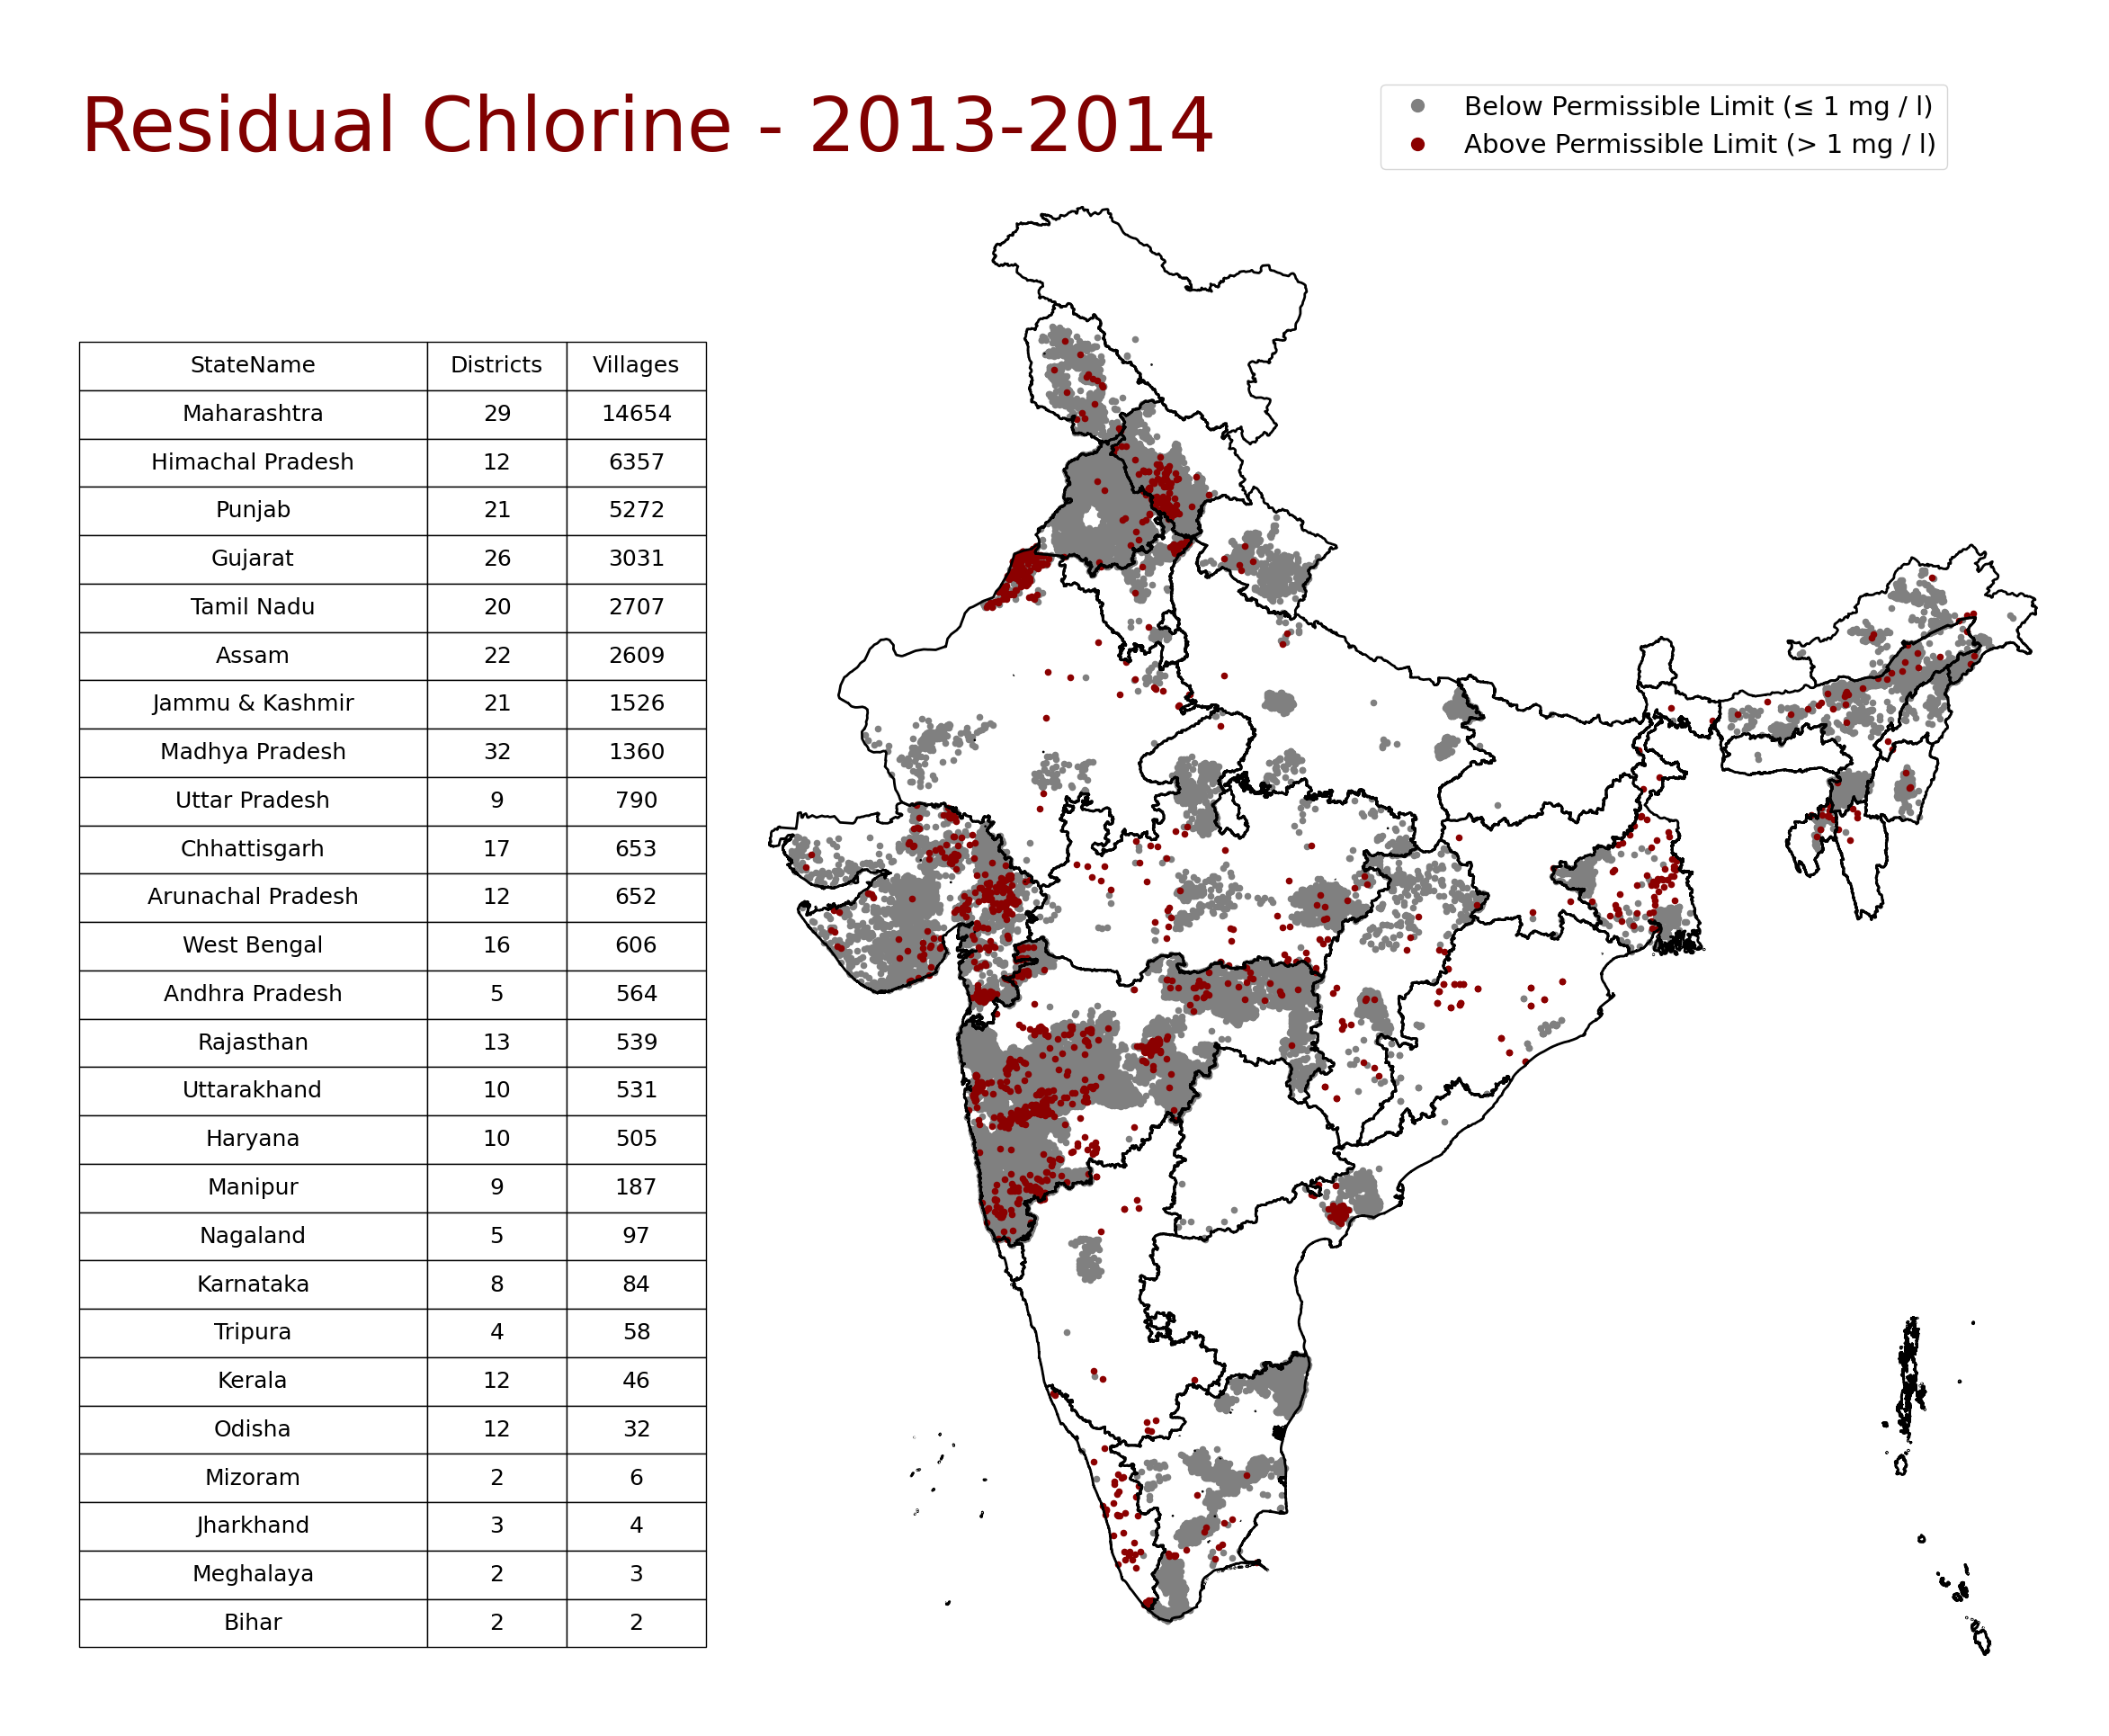 Residual Chlorine - 2013-2014
Below Permissible Limit (≤ 1 mg / l)
Above Permissible Limit (> 1 mg / l)
StateName Districts Villages
Maharashtra 29 14654
Himachal Pradesh 12 6357
Punjab 21 5272
Gujarat 26 3031
Tamil Nadu 20 2707
Assam 22 2609
Jammu & Kashmir 21 1526
Madhya Pradesh 32 1360
Uttar Pradesh 9 790
Chhattisgarh 17 653
Arunachal Pradesh 12 652
West Bengal 16 606
Andhra Pradesh 5 564
Rajasthan 13 539
Uttarakhand 10 531
Haryana 10 505
Manipur 9 187
Nagaland 5 97
Karnataka 8 84
Tripura 4 58
Kerala 12 46
Odisha 12 32
Mizoram 2 6
Jharkhand 3 4
Meghalaya 2 3
Bihar 2 2